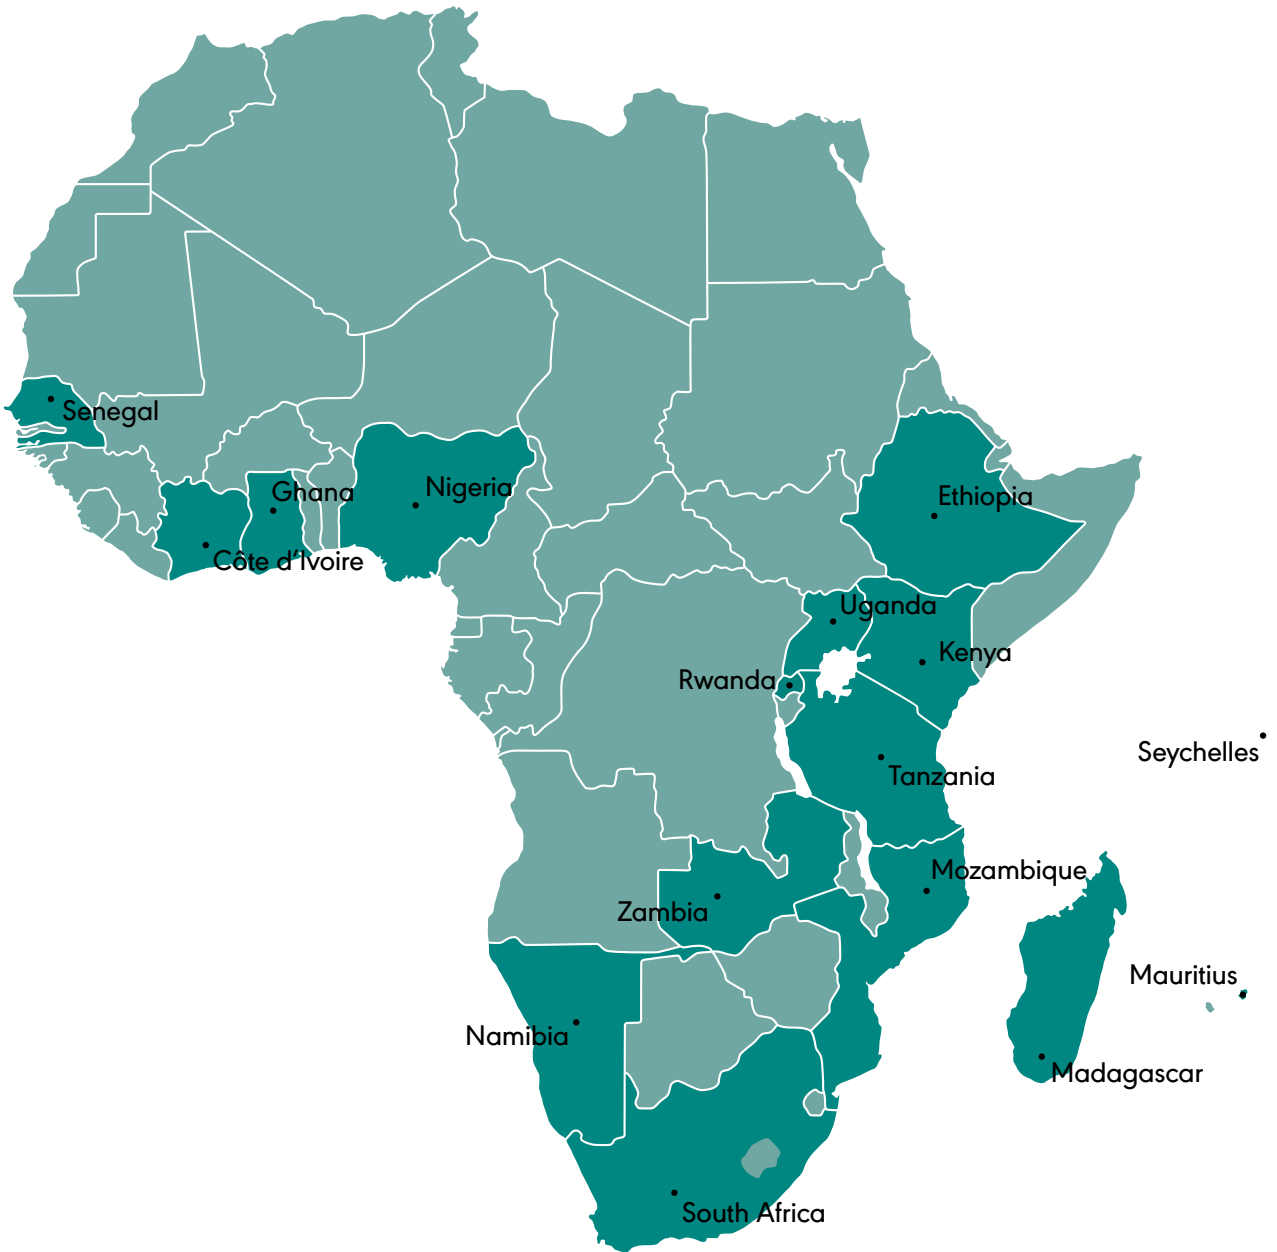 Senegal
Ghana
Nigeria
Ethiopia
Côte d’Ivoire
Uganda
Kenya
Rwanda
Seychelles
Tanzania
Mozambique
Zambia
Mauritius
Namibia
Madagascar
South Africa